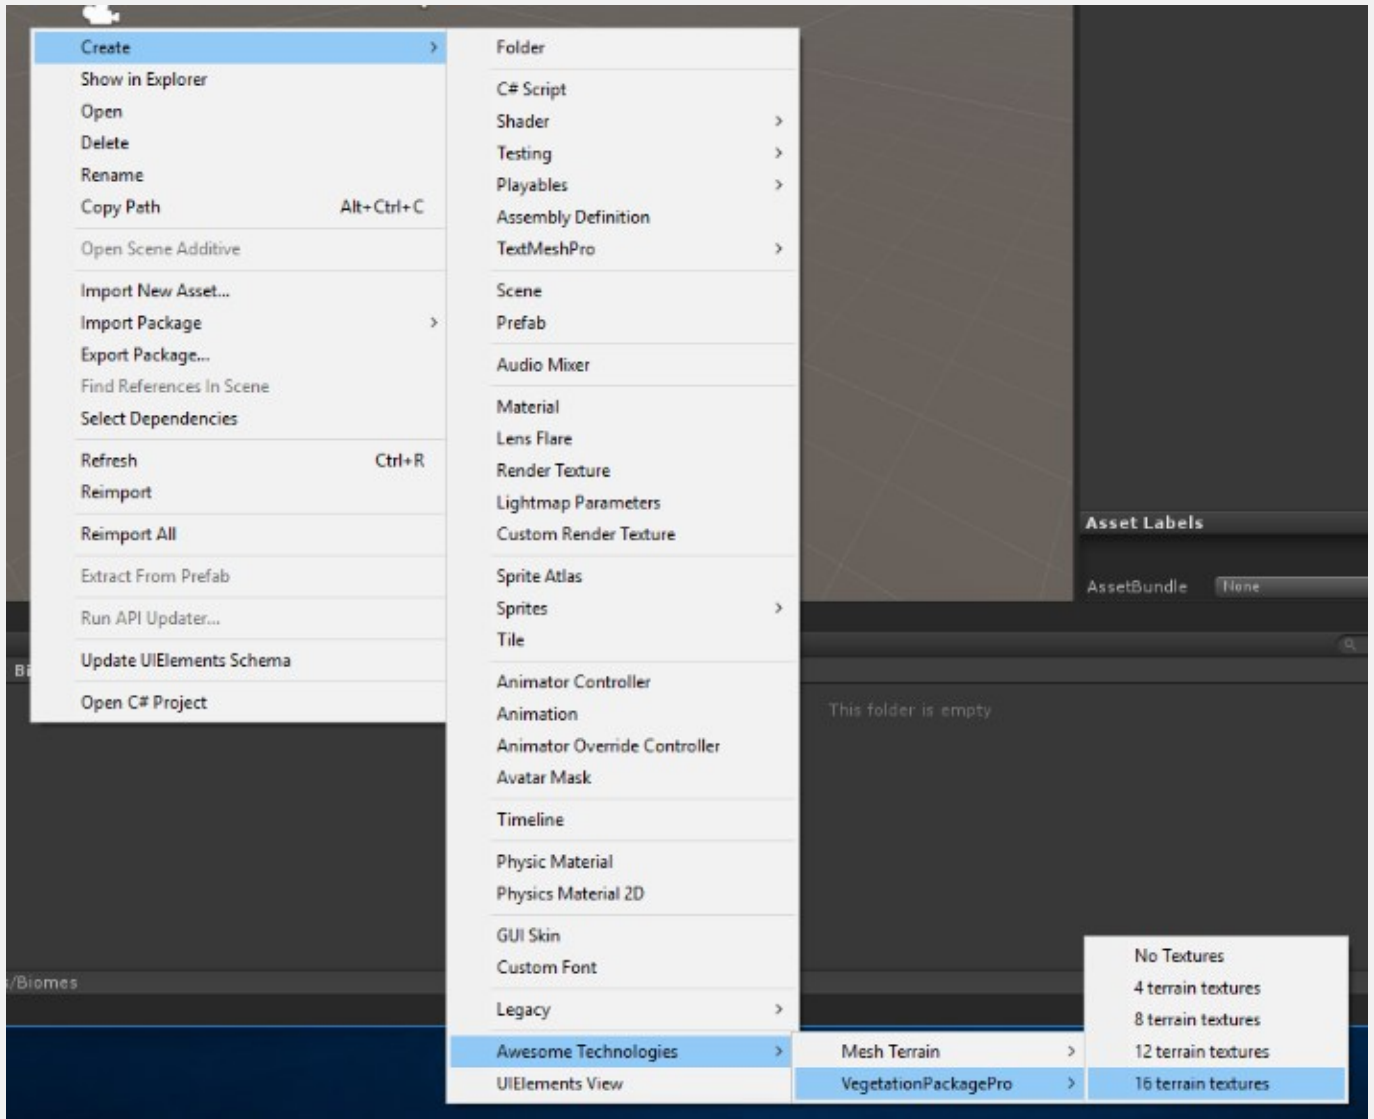 Create
Show in Explorer
Open
Delete
Rename
Copy Path Alt+Ctrl+C
Open Scene Additive
Import New Asset...
Import Package
Export Package...
Find References In Scene
Select Dependencies
Refresh Ctrl+R
Reimport
Reimport All
Extract From Prefab
Run API Updater...
Update UIElements Schema
Open C# Project
Folder
C# Script
Shader
Testing
Playables
Assembly Definition
TextMeshPro
Scene
Prefab
Audio Mixer
Material
Lens Flare
Render Texture
Lightmap Parameters
Custom Render Texture
Sprite Atlas
Sprites
Tile
Animator Controller
Animation
Animator Override Controller
Avatar Mask
Timeline
Physic Material
Physics Material 2D
GUI Skin
Custom Font
Legacy
Awesome Technologies
UIElements View
Mesh Terrain
VegetationPackagePro
No Textures
4 terrain textures
8 terrain textures
12 terrain textures
16 terrain textures
Asset Labels
AssetBundle None
This folder is empty
/Biomes